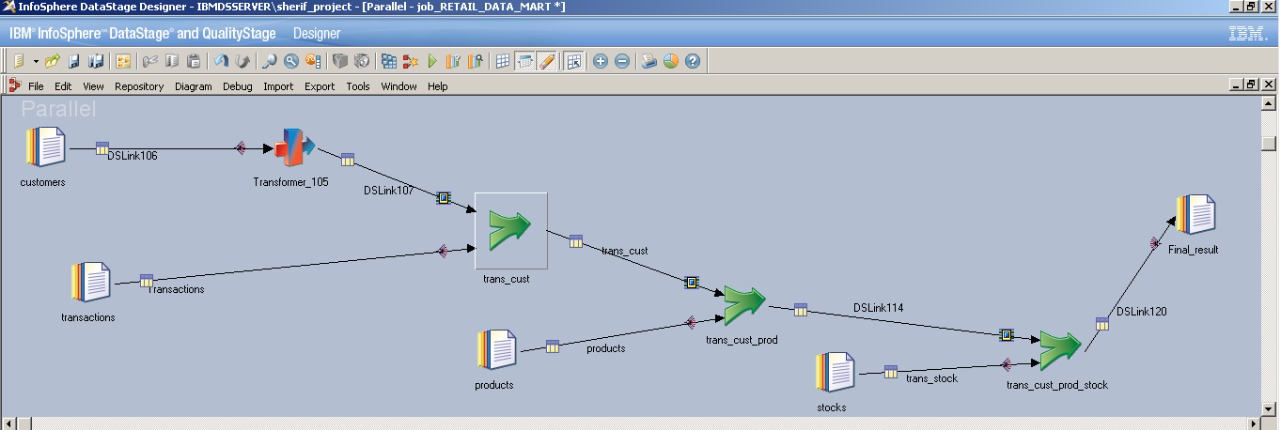 InfoSphere DataStage Designer - IBMDSSERVER\sherif_project - [Parallel - job_RETAIL_DATA_MART *]
IBM® InfoSphere™ DataStage® and QualityStage Designer
IBM.
File Edit View Repository Diagram Debug Import Export Tools Window Help
Parallel
DSLink106
customers
Transformer_105
DSLink107
trans_cust
Final_result
trans_cust
Transactions
transactions
DSLink114
DSLink120
trans_cust_prod
products
products
trans_stock
trans_cust_prod_stock
stocks